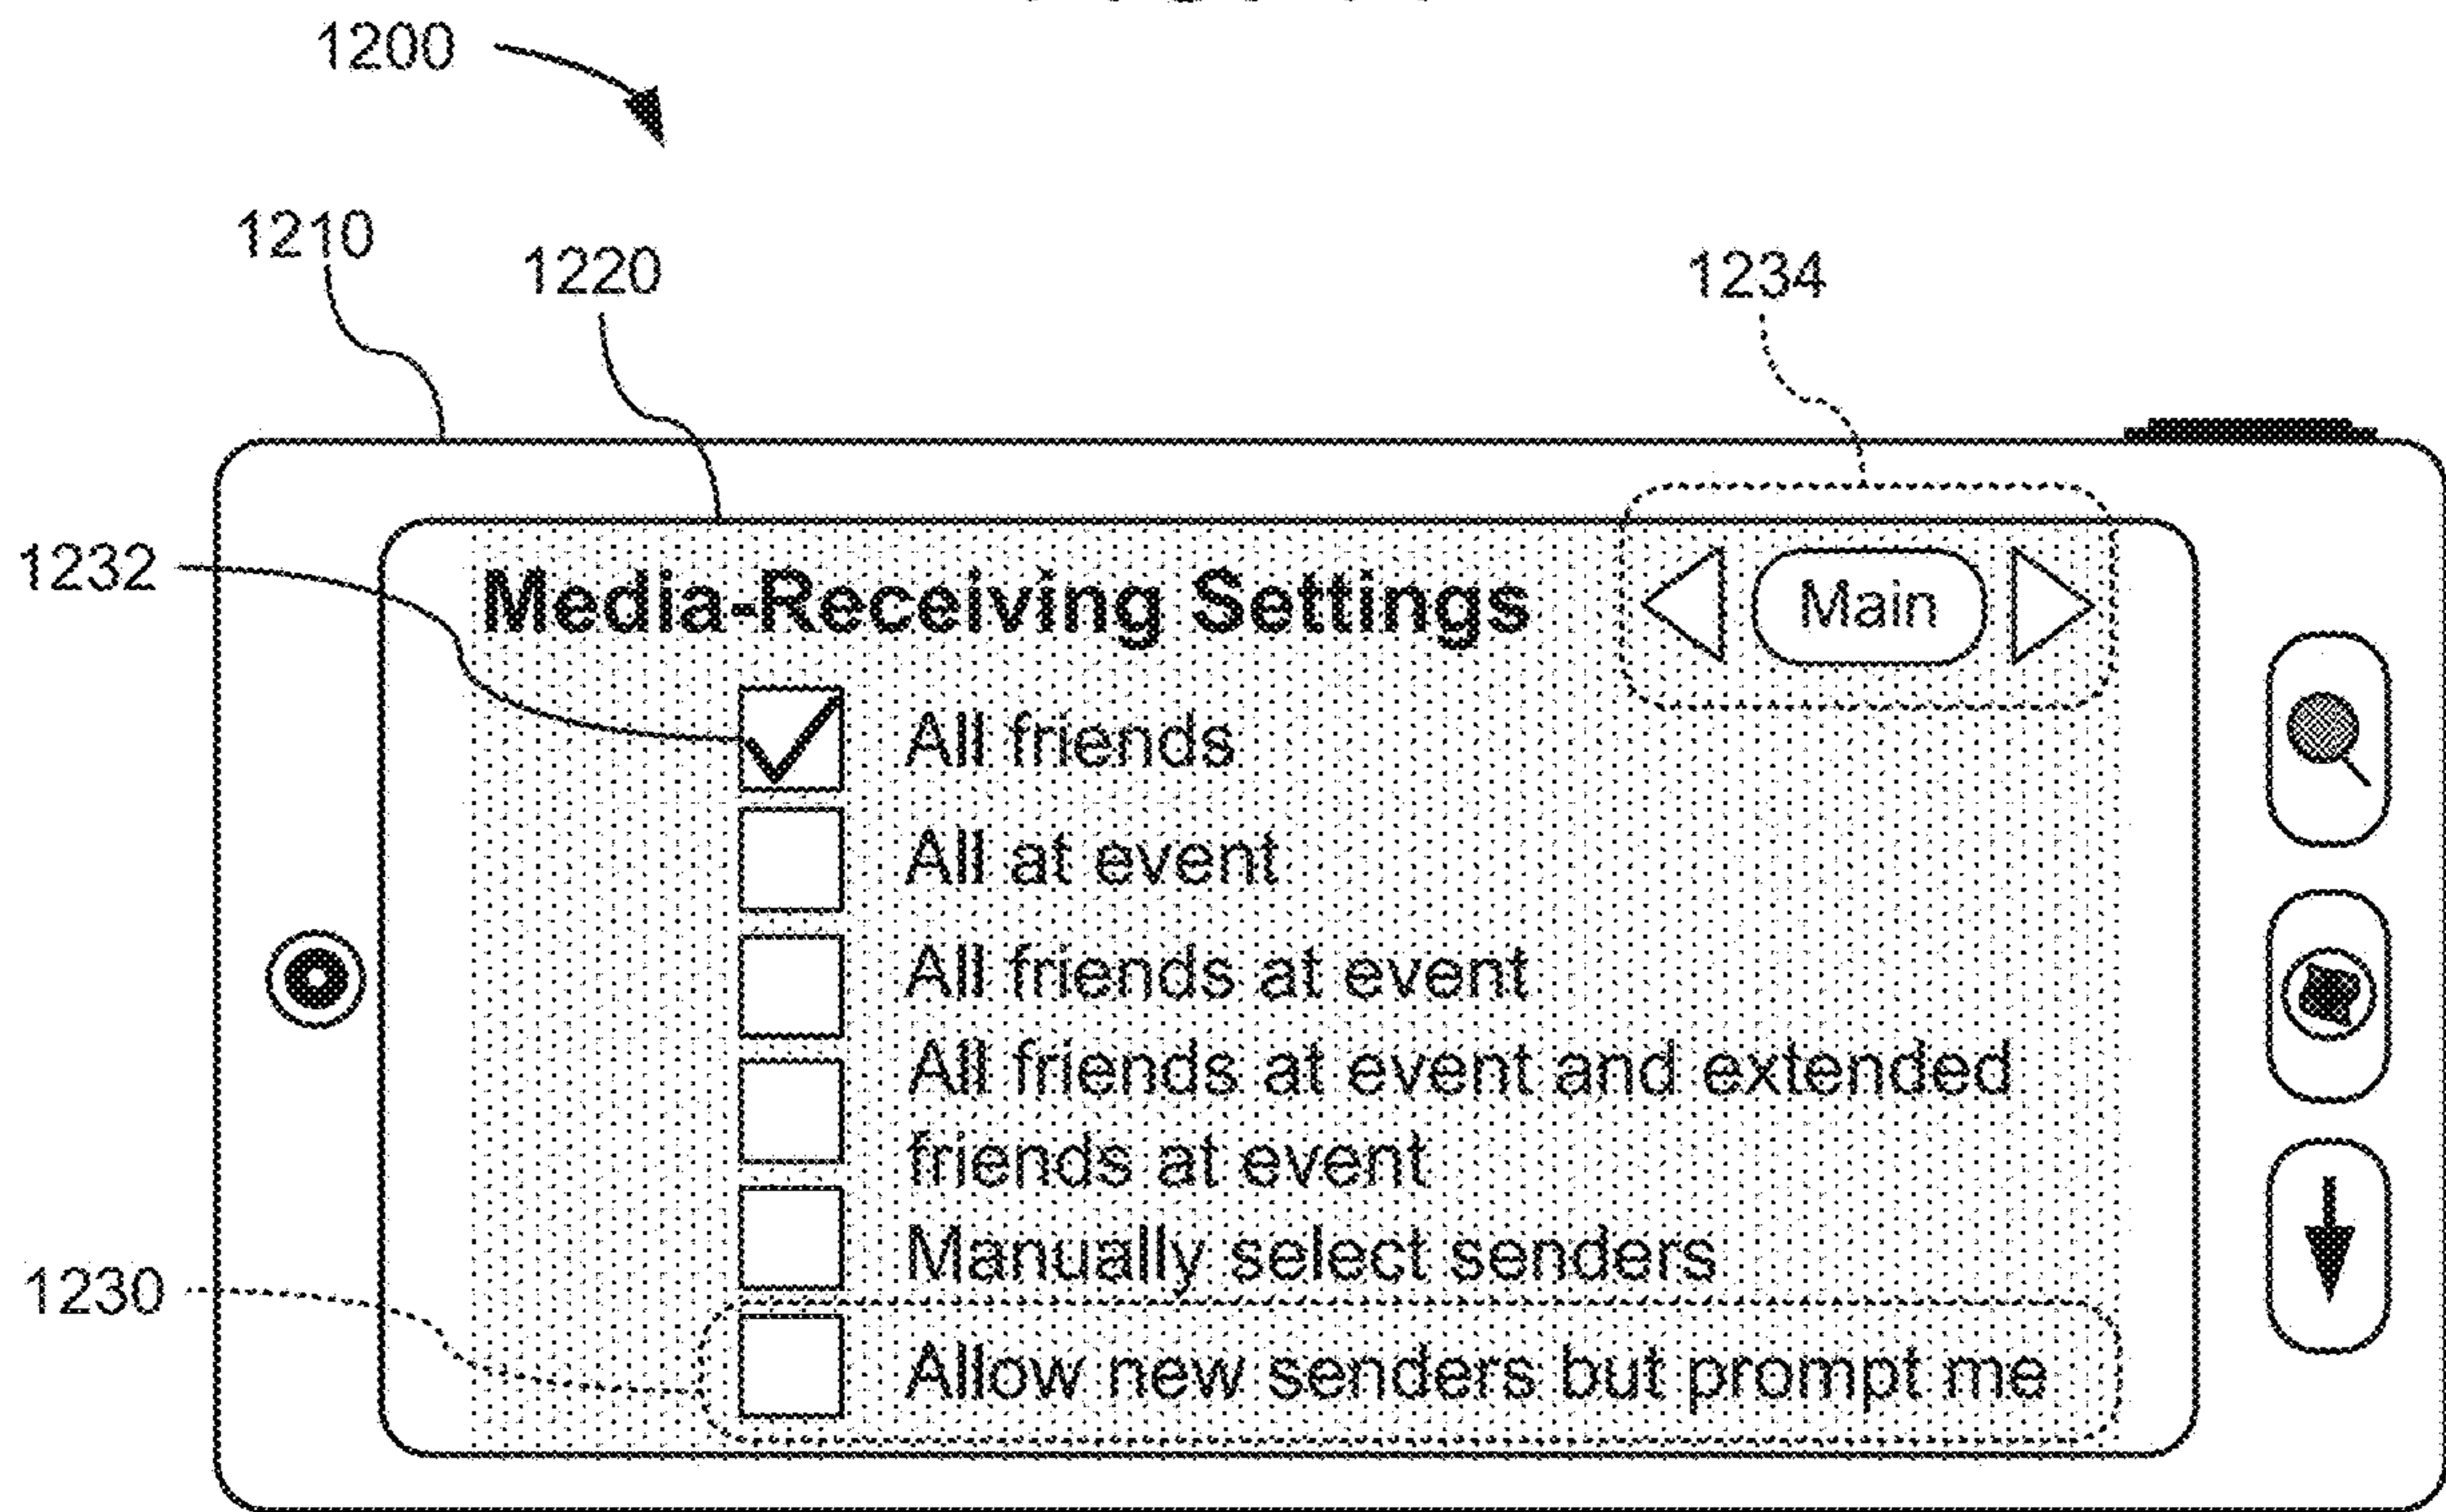 1200
1210
1220
1234
1232
Media-Receiving Settings
Main
All friends
All at event
All friends at event
All friends at event and extended
friends at event
Manually select senders
1230
Allow new senders but prompt me